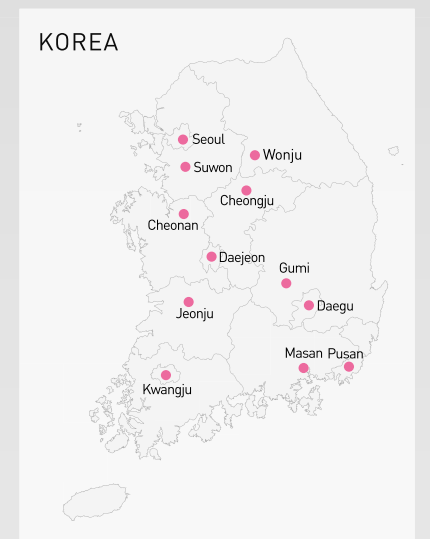 KOREA
Seoul
Wonju
Suwon
Cheongju
Cheonan
Daejeon
Gumi
Jeonju
Daegu
Masan
Pusan
Kwangju